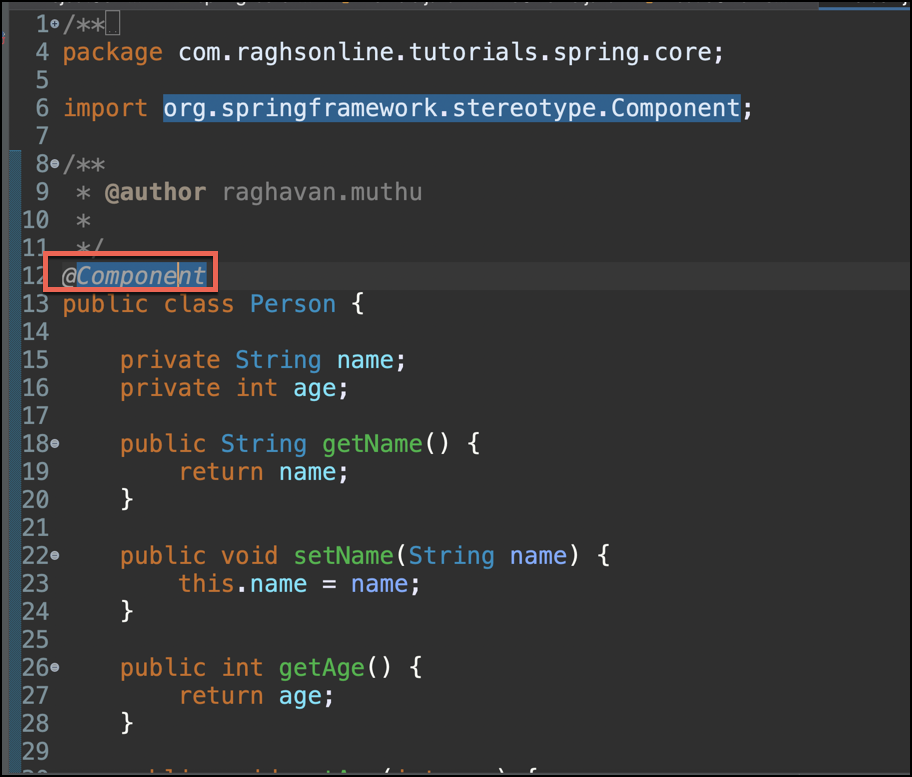 1 /**
4 package com.raghsonline.tutorials.spring.core;
5
6 import org.springframework.stereotype.Component;
7
8 /**
9 * @author raghavan.muthu
10 *
11 */
12 @Component
13 public class Person {
14
15 private String name;
16 private int age;
17
18 public String getName() {
19 return name;
20 }
21
22 public void setName(String name) {
23 this.name = name;
24 }
25
26 public int getAge() {
27 return age;
28 }
29